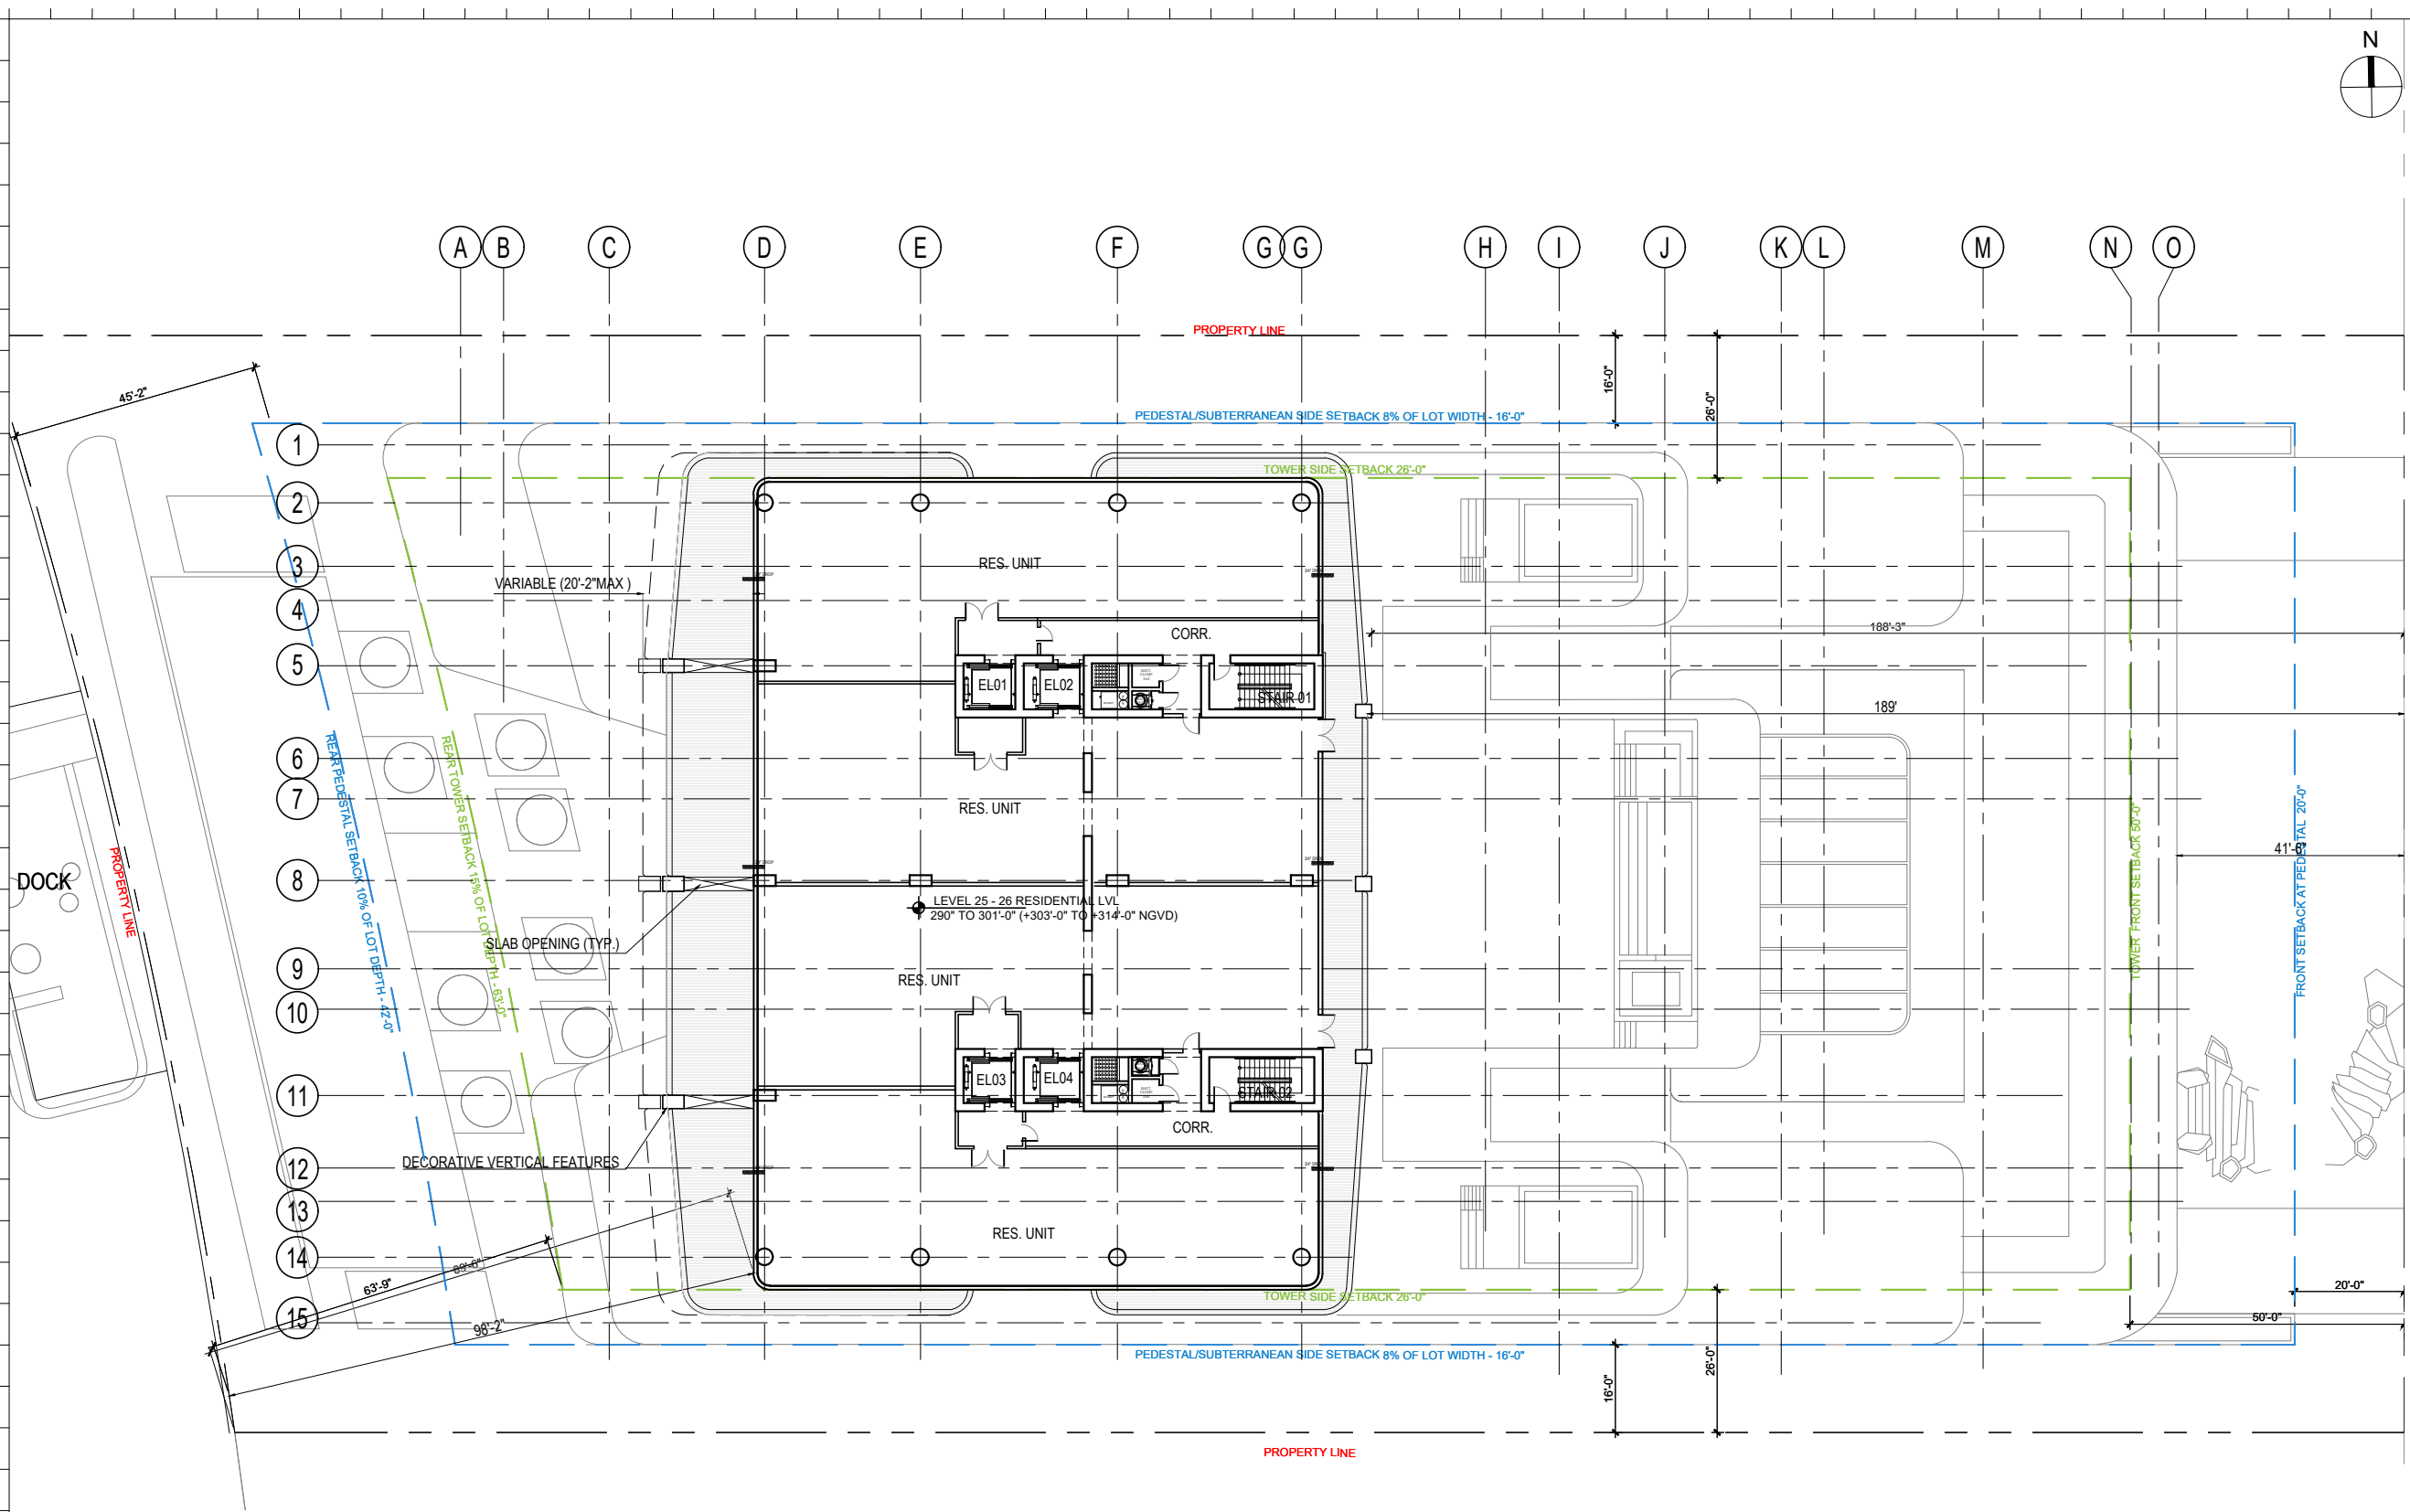 N
A
B
C
D
E
F
G
G
H
I
J
K
L
M
N
O
PROPERTY LINE
45'-2"
16'-0"
26'-0"
PEDESTAL/SUBTERRANEAN SIDE SETBACK 8% OF LOT WIDTH - 16'-0"
1
TOWER SIDE SETBACK 26'-0"
2
3
RES. UNIT
VARIABLE (20'-2"MAX )
4
CORR.
188'-3"
5
EL01
EL02
STAIR 01
189'
6
7
RES. UNIT
REAR PEDESTAL SETBACK 10% OF LOT DEPTH - 42'-0"
REAR TOWER SETBACK 15% OF LOT DEPTH - 63'-0"
PROPERTY LINE
TOWER FRONT SETBACK 50'-0"
FRONT SETBACK AT PEDESTAL 20'-0"
41'-6"
DOCK
8
LEVEL 25 - 26 RESIDENTIAL LVL
290" TO 301'-0" (+303'-0" TO +314'-0" NGVD)
SLAB OPENING (TYP.)
9
RES. UNIT
10
EL03
EL04
STAIR 02
11
CORR.
DECORATIVE VERTICAL FEATURES
12
13
RES. UNIT
14
89'-6"
63'-9"
20'-0"
TOWER SIDE SETBACK 26'-0"
15
98'-2"
50'-0"
PEDESTAL/SUBTERRANEAN SIDE SETBACK 8% OF LOT WIDTH - 16'-0"
16'-0"
26'-0"
PROPERTY LINE